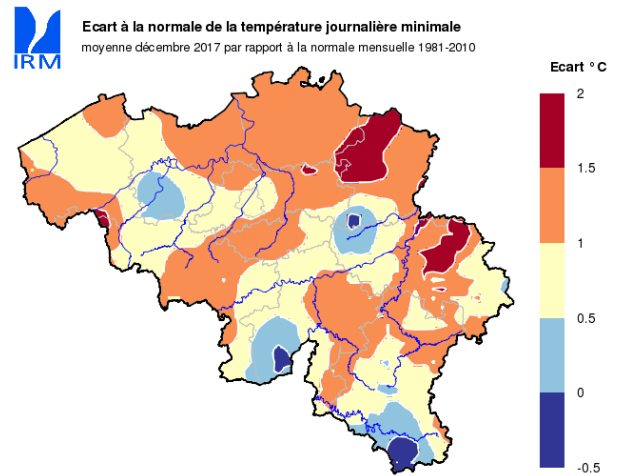 Ecart à la normale de la température journalière minimale
moyenne décembre 2017 par rapport à la normale mensuelle 1981-2010
IRM
Ecart °C
2
1.5
1
0.5
0
-0.5